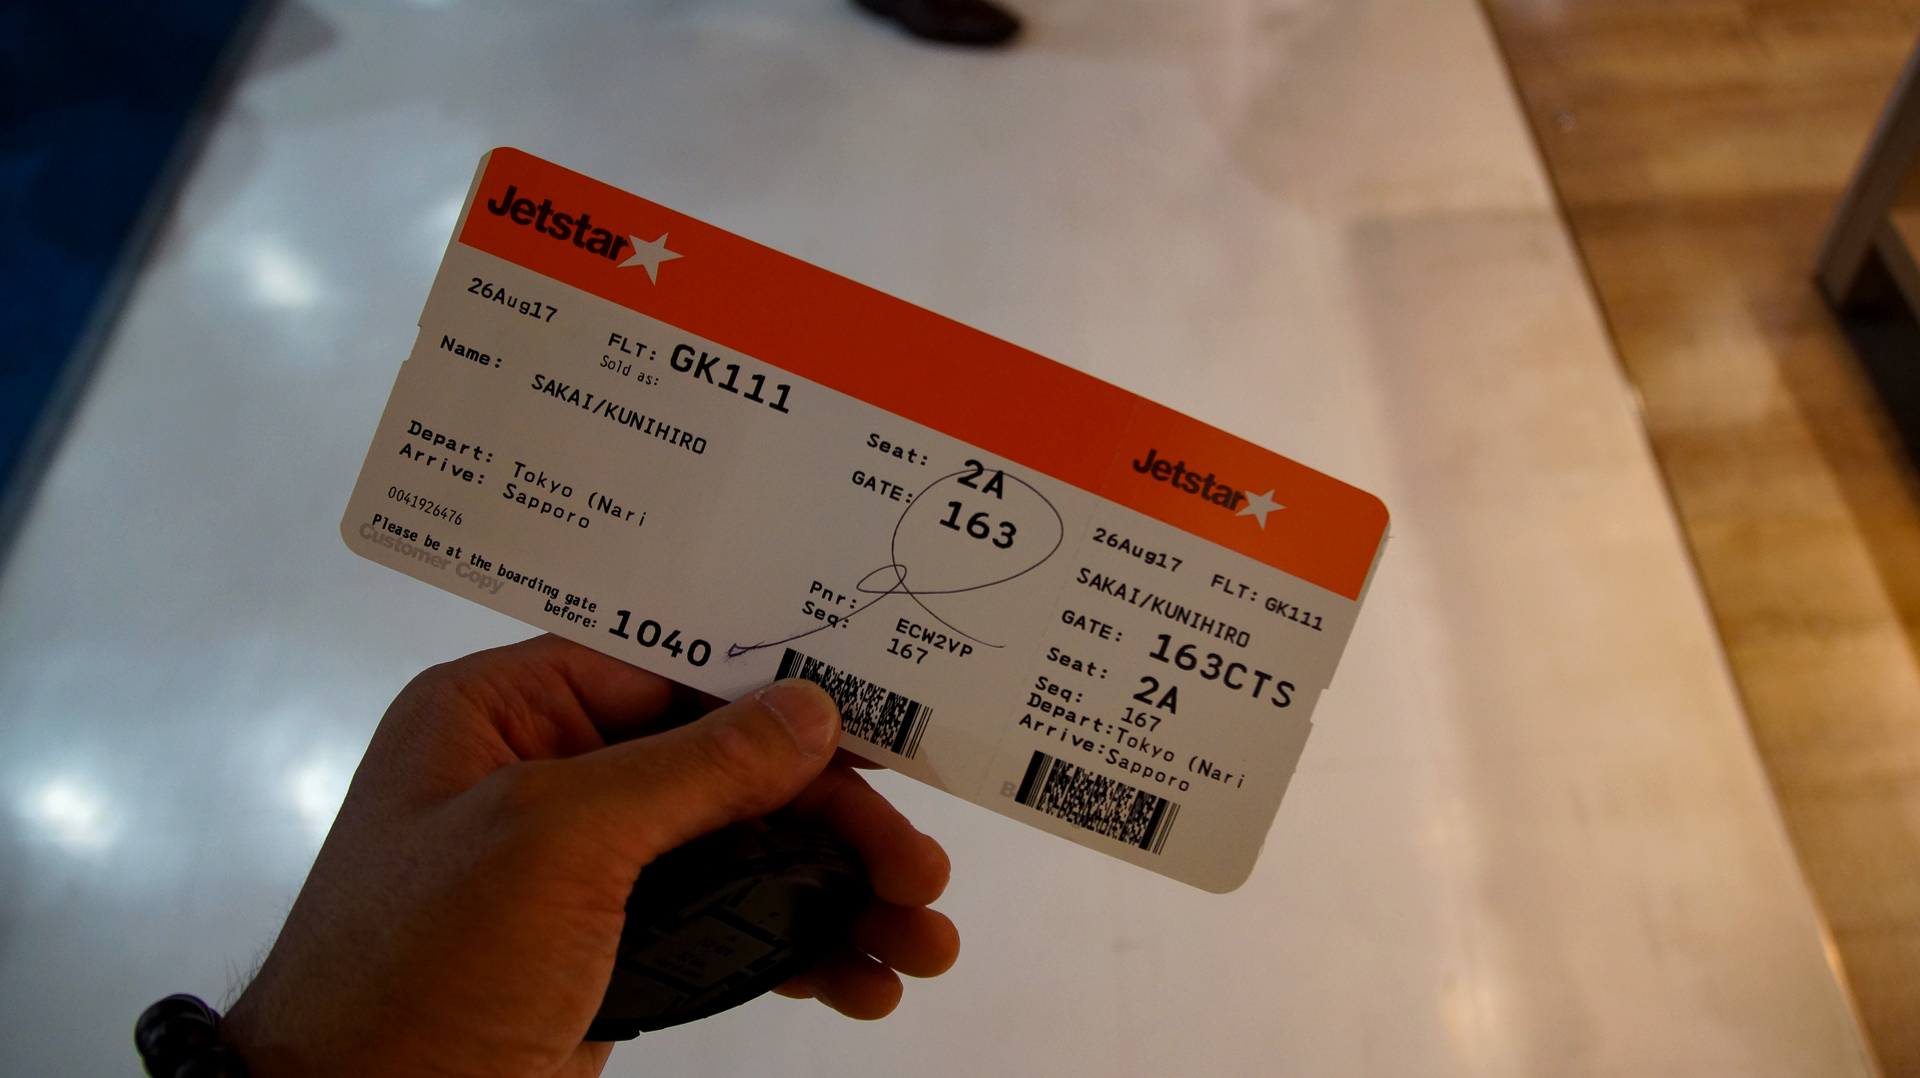 Jetstar
26Aug17
FLT: GK111
Sold as:
Name: SAKAI/KUNIHIRO
Depart: Tokyo (Nari
Arrive: Sapporo
0041926476
Please be at the boarding gate
before: 1040
Customer Copy
Seat: 2A
GATE: 163
Pnr: ECW2VP
Seq: 167
Jetstar
26Aug17 FLT: GK111
SAKAI/KUNIHIRO
GATE: 163CTS
Seat: 2A
Seq: 167
Depart:Tokyo (Nari
Arrive:Sapporo